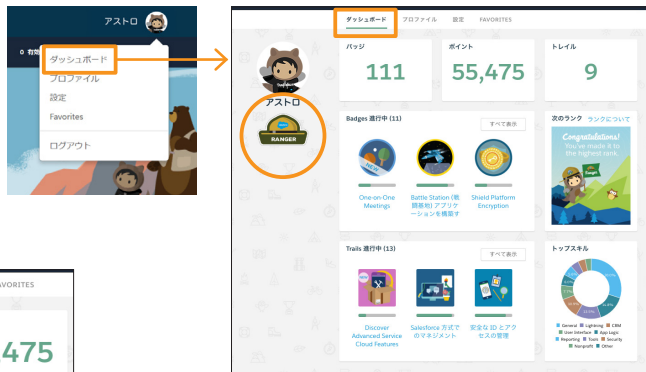 アストロ
0 有効
ダッシュボード
プロファイル
設定
Favorites
ログアウト
AVORITES
,475
ダッシュボード
プロファイル
設定
FAVORITES
アストロ
RANGER
バッジ
111
ポイント
55,475
トレイル
9
Badges 進行中 (11)
すべて表示
NEW
One-on-One
Meetings
Battle Station (戦
闘基地) アプリケ
ーションを構築す
Shield Platform
Encryption
次のランク ランクについて
Congratulations!
You've made it to
the highest rank.
Trails 進行中 (13)
すべて表示
Discover
Advanced Service
Cloud Features
Salesforce 方式で
のマネジメント
安全な ID とアク
セスの管理
トップスキル
General Lightning CRM
User Interface App Logic
Reporting Tools Security
Nonprofit Other